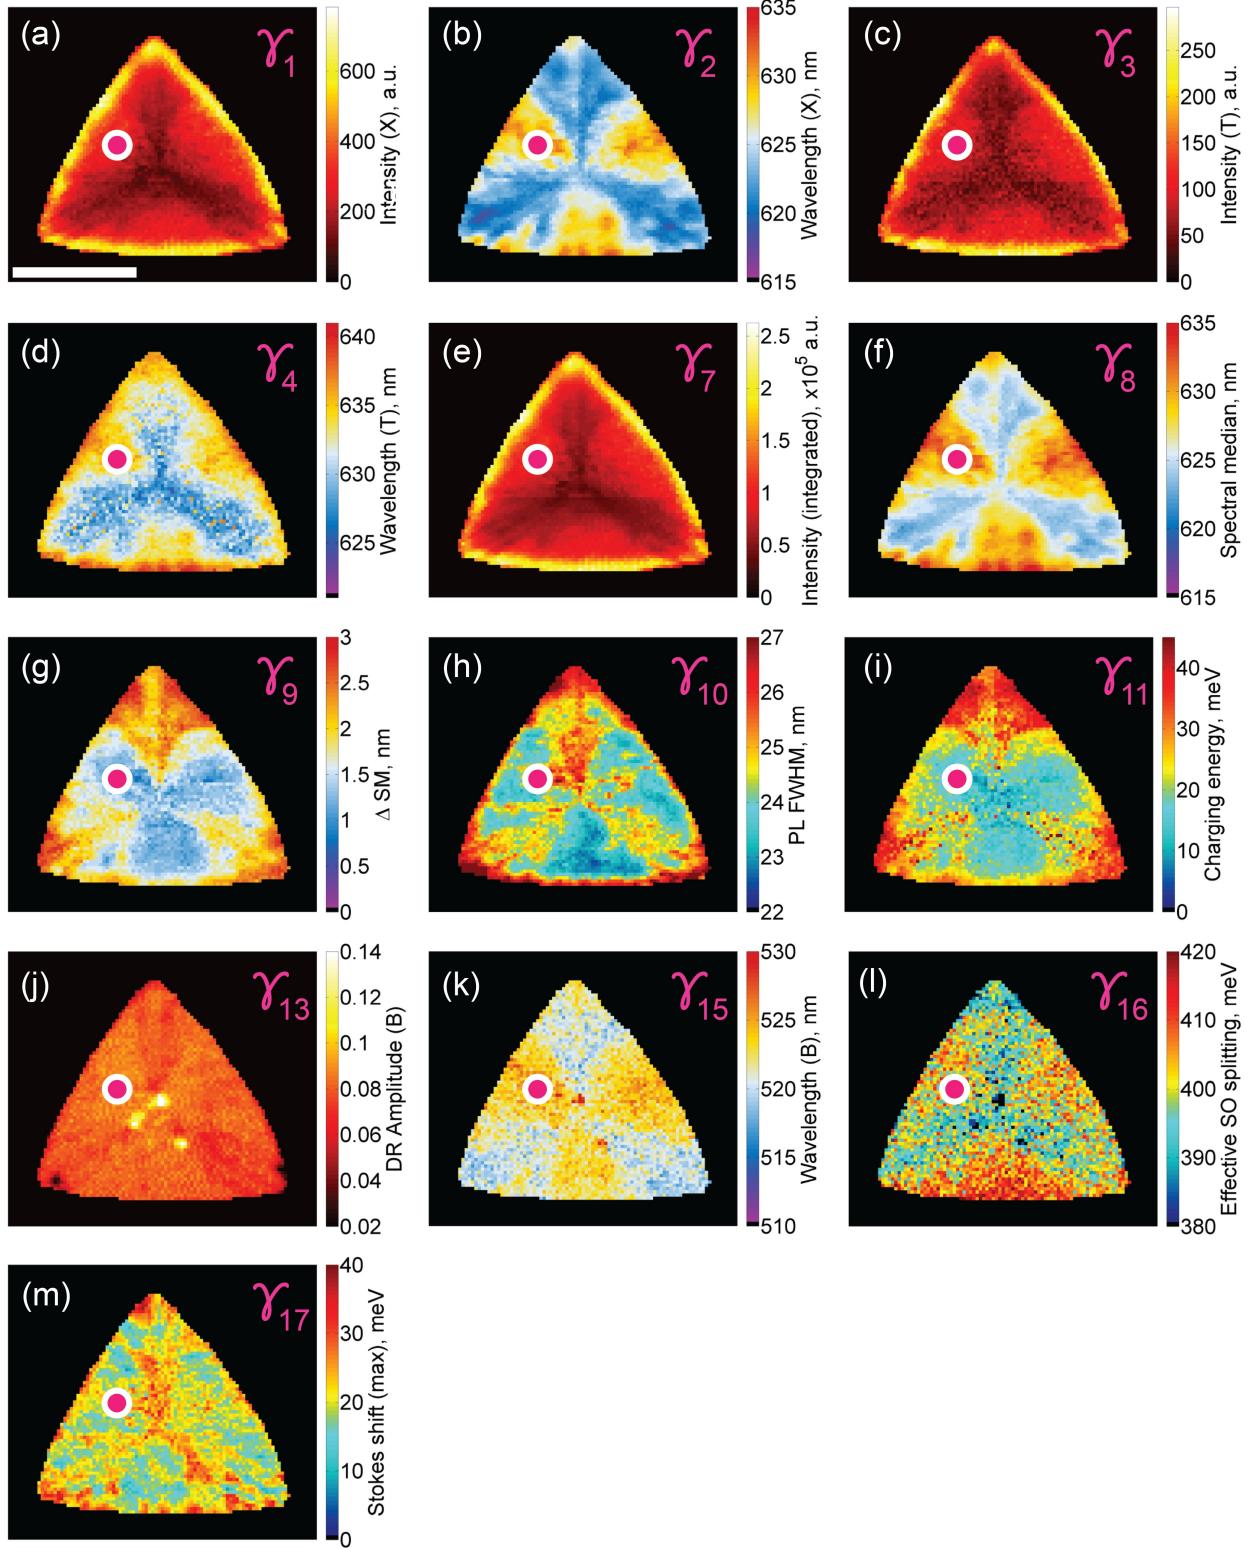 (a)
γ1
600
400
200
0
Intensity (X), a.u.
(b)
γ2
635
630
625
620
615
Wavelength (X), nm
(c)
γ3
250
200
150
100
50
0
Intensity (T), a.u.
(d)
γ4
640
635
630
625
Wavelength (T), nm
(e)
γ7
2.5
2
1.5
1
0.5
0
Intensity (integrated), x10⁵ a.u.
(f)
γ8
635
630
625
620
615
Spectral median, nm
(g)
γ9
3
2.5
2
1.5
1
0.5
0
Δ SM, nm
(h)
γ10
27
26
25
24
23
22
PL FWHM, nm
(i)
γ11
40
30
20
10
0
Charging energy, meV
(j)
γ13
0.14
0.12
0.1
0.08
0.06
0.04
0.02
DR Amplitude (B)
(k)
γ15
530
525
520
515
510
Wavelength (B), nm
(l)
γ16
420
410
400
390
380
Effective SO splitting, meV
(m)
γ17
40
30
20
10
0
Stokes shift (max), meV